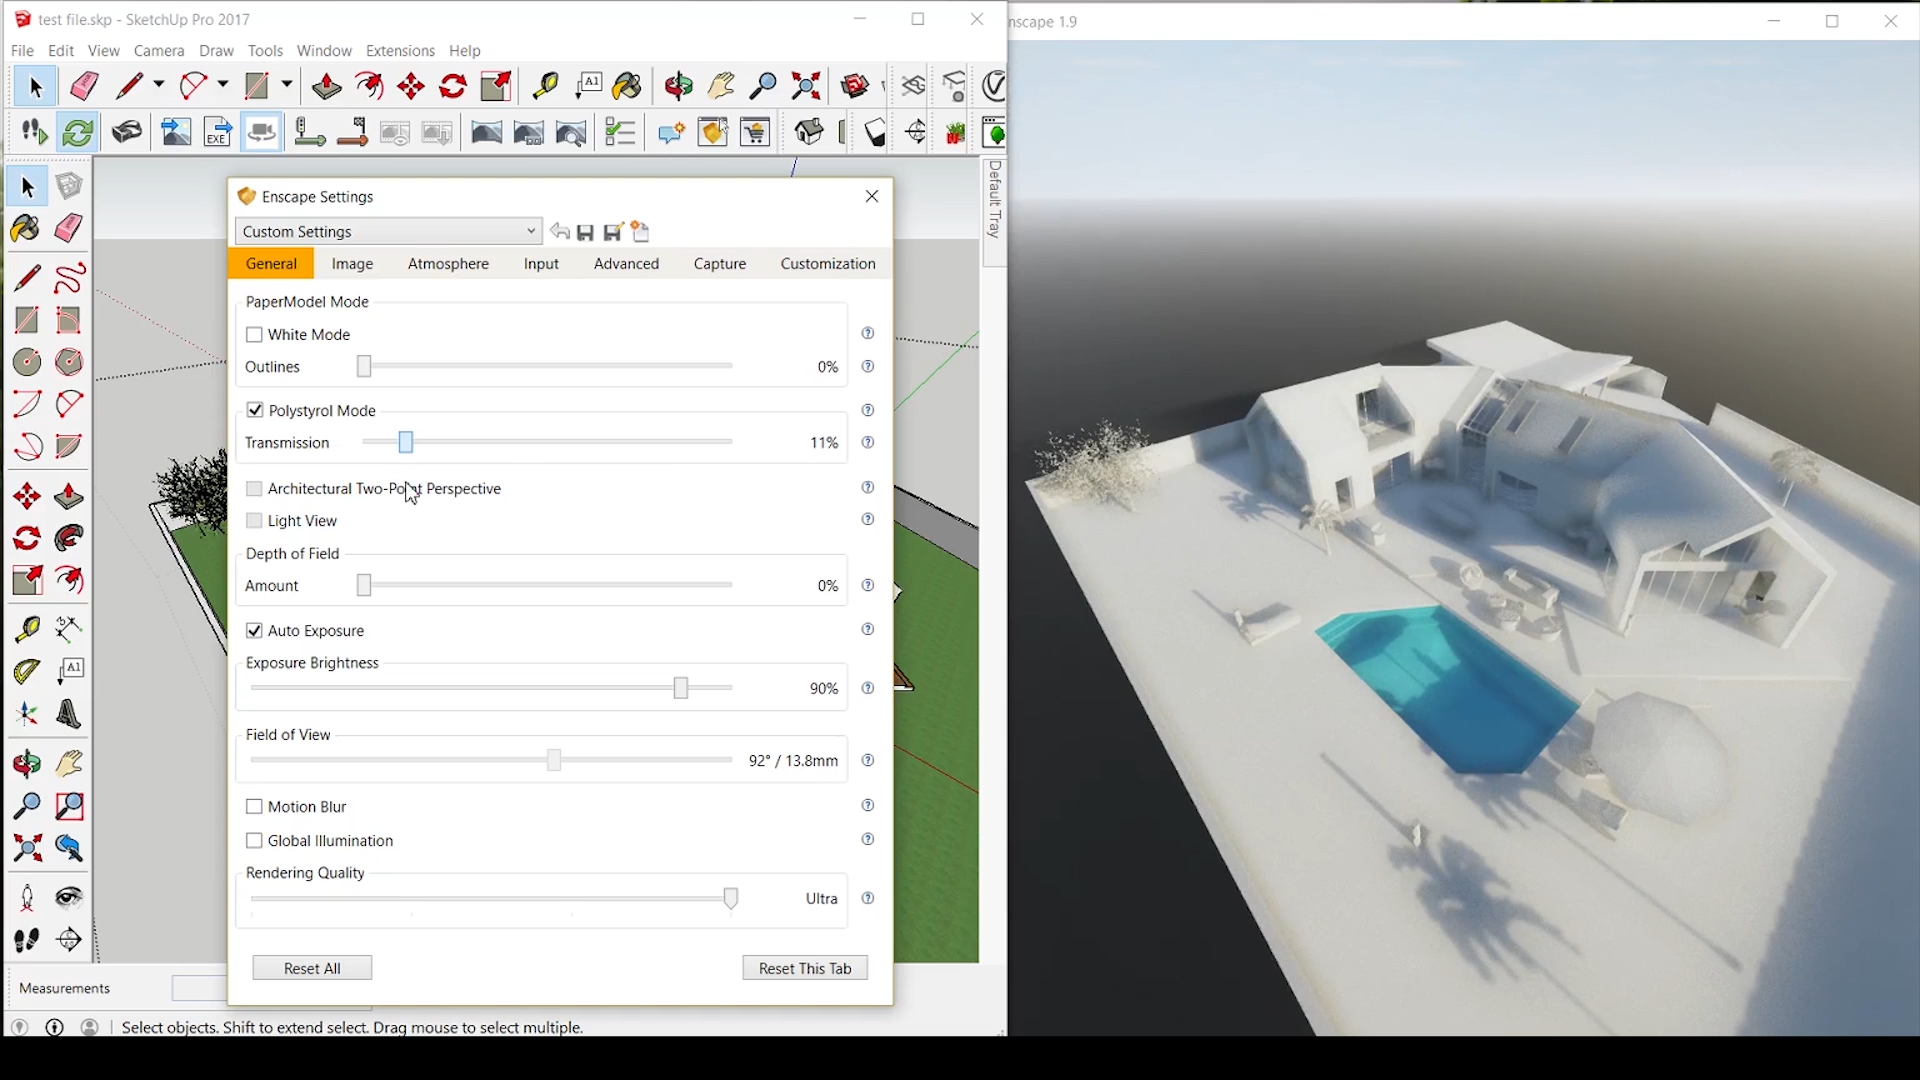 test file.skp - SketchUp Pro 2017
nscape 1.9
File Edit View Camera Draw Tools Window Extensions Help
A1
EXE
Default Tray
Enscape Settings
Custom Settings
General Image Atmosphere Input Advanced Capture Customization
PaperModel Mode
White Mode
Outlines 0%
Polystyrol Mode
Transmission 11%
Architectural Two-Point Perspective
Light View
Depth of Field
Amount 0%
Auto Exposure
Exposure Brightness
90%
Field of View
92° / 13.8mm
Motion Blur
Global Illumination
Rendering Quality
Ultra
Reset All Reset This Tab
A1
Measurements
Select objects. Shift to extend select. Drag mouse to select multiple.